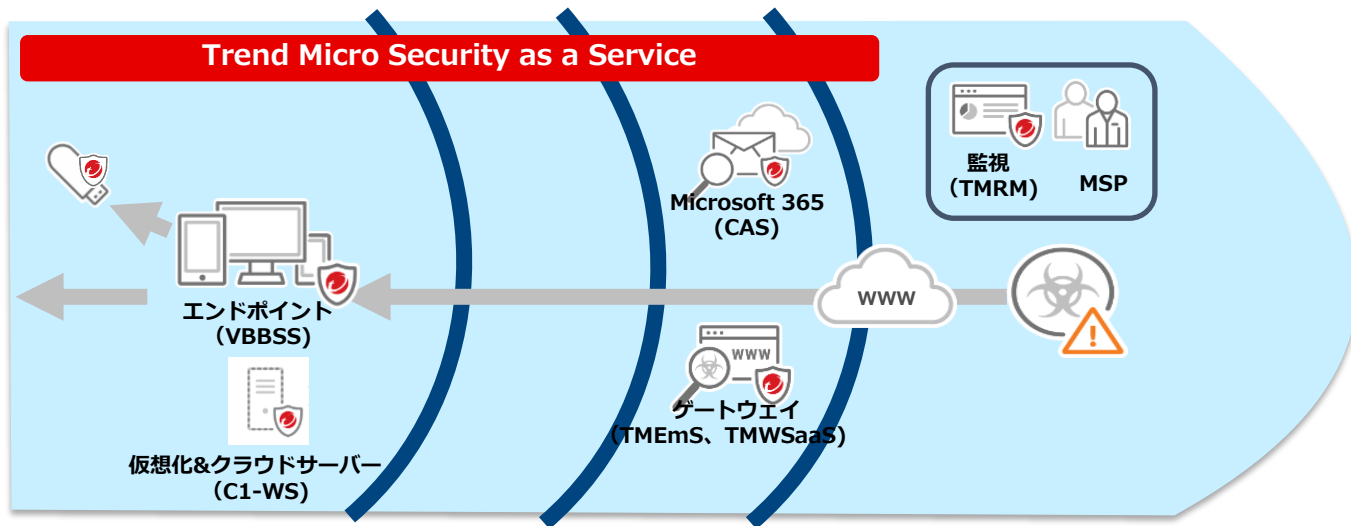 Trend Micro Security as a Service
監視
（TMRM）
MSP
Microsoft 365
(CAS)
WWW
エンドポイント
（VBBSS）
WWW
ゲートウェイ
（TMEmS、TMWSaaS）
仮想化&クラウドサーバー
（C1-WS)